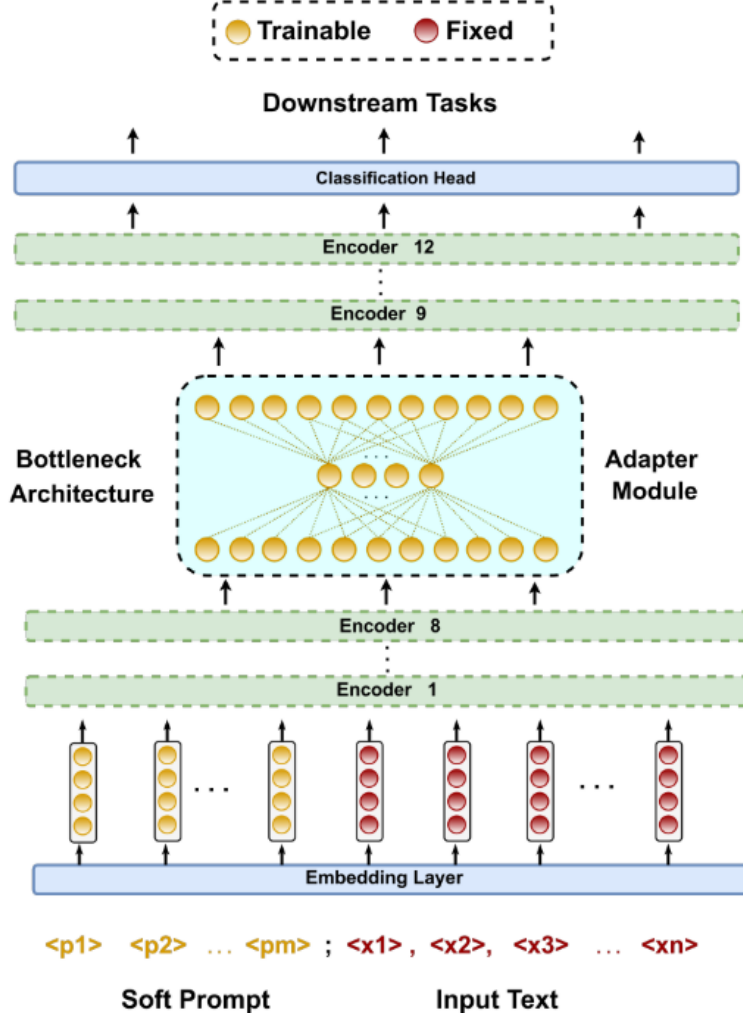 Trainable Fixed
Downstream Tasks
Classification Head
Encoder 12
Encoder 9
Bottleneck Architecture
Adapter Module
Encoder 8
Encoder 1
Embedding Layer
<p1> <p2> ... <pm> ; <x1> , <x2>, <x3> ... <xn>
Soft Prompt Input Text